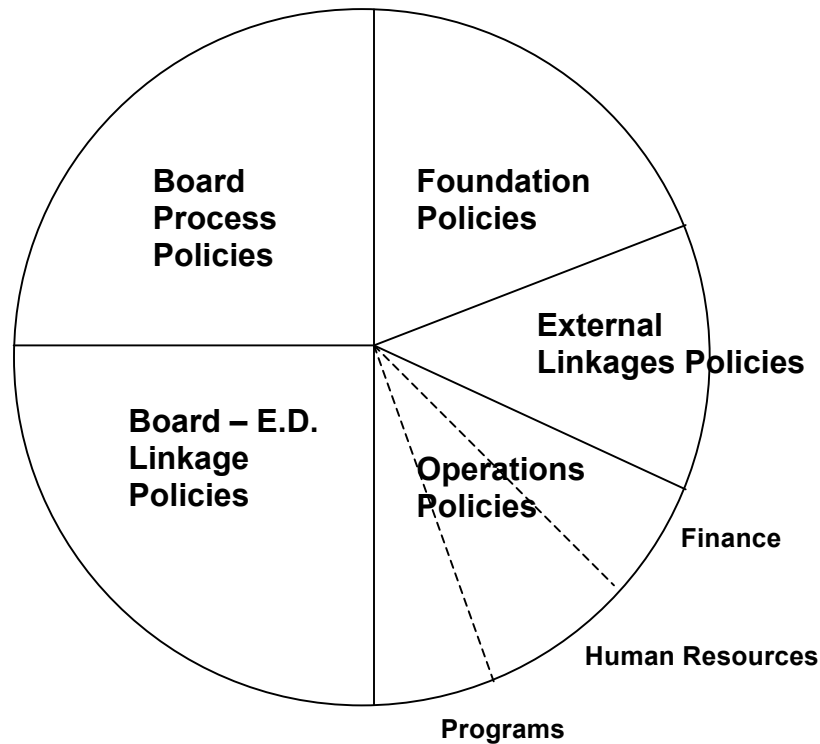 Board
Process
Policies
Foundation
Policies
External
Linkages Policies
Board – E.D.
Linkage
Policies
Operations
Policies
Finance
Human Resources
Programs